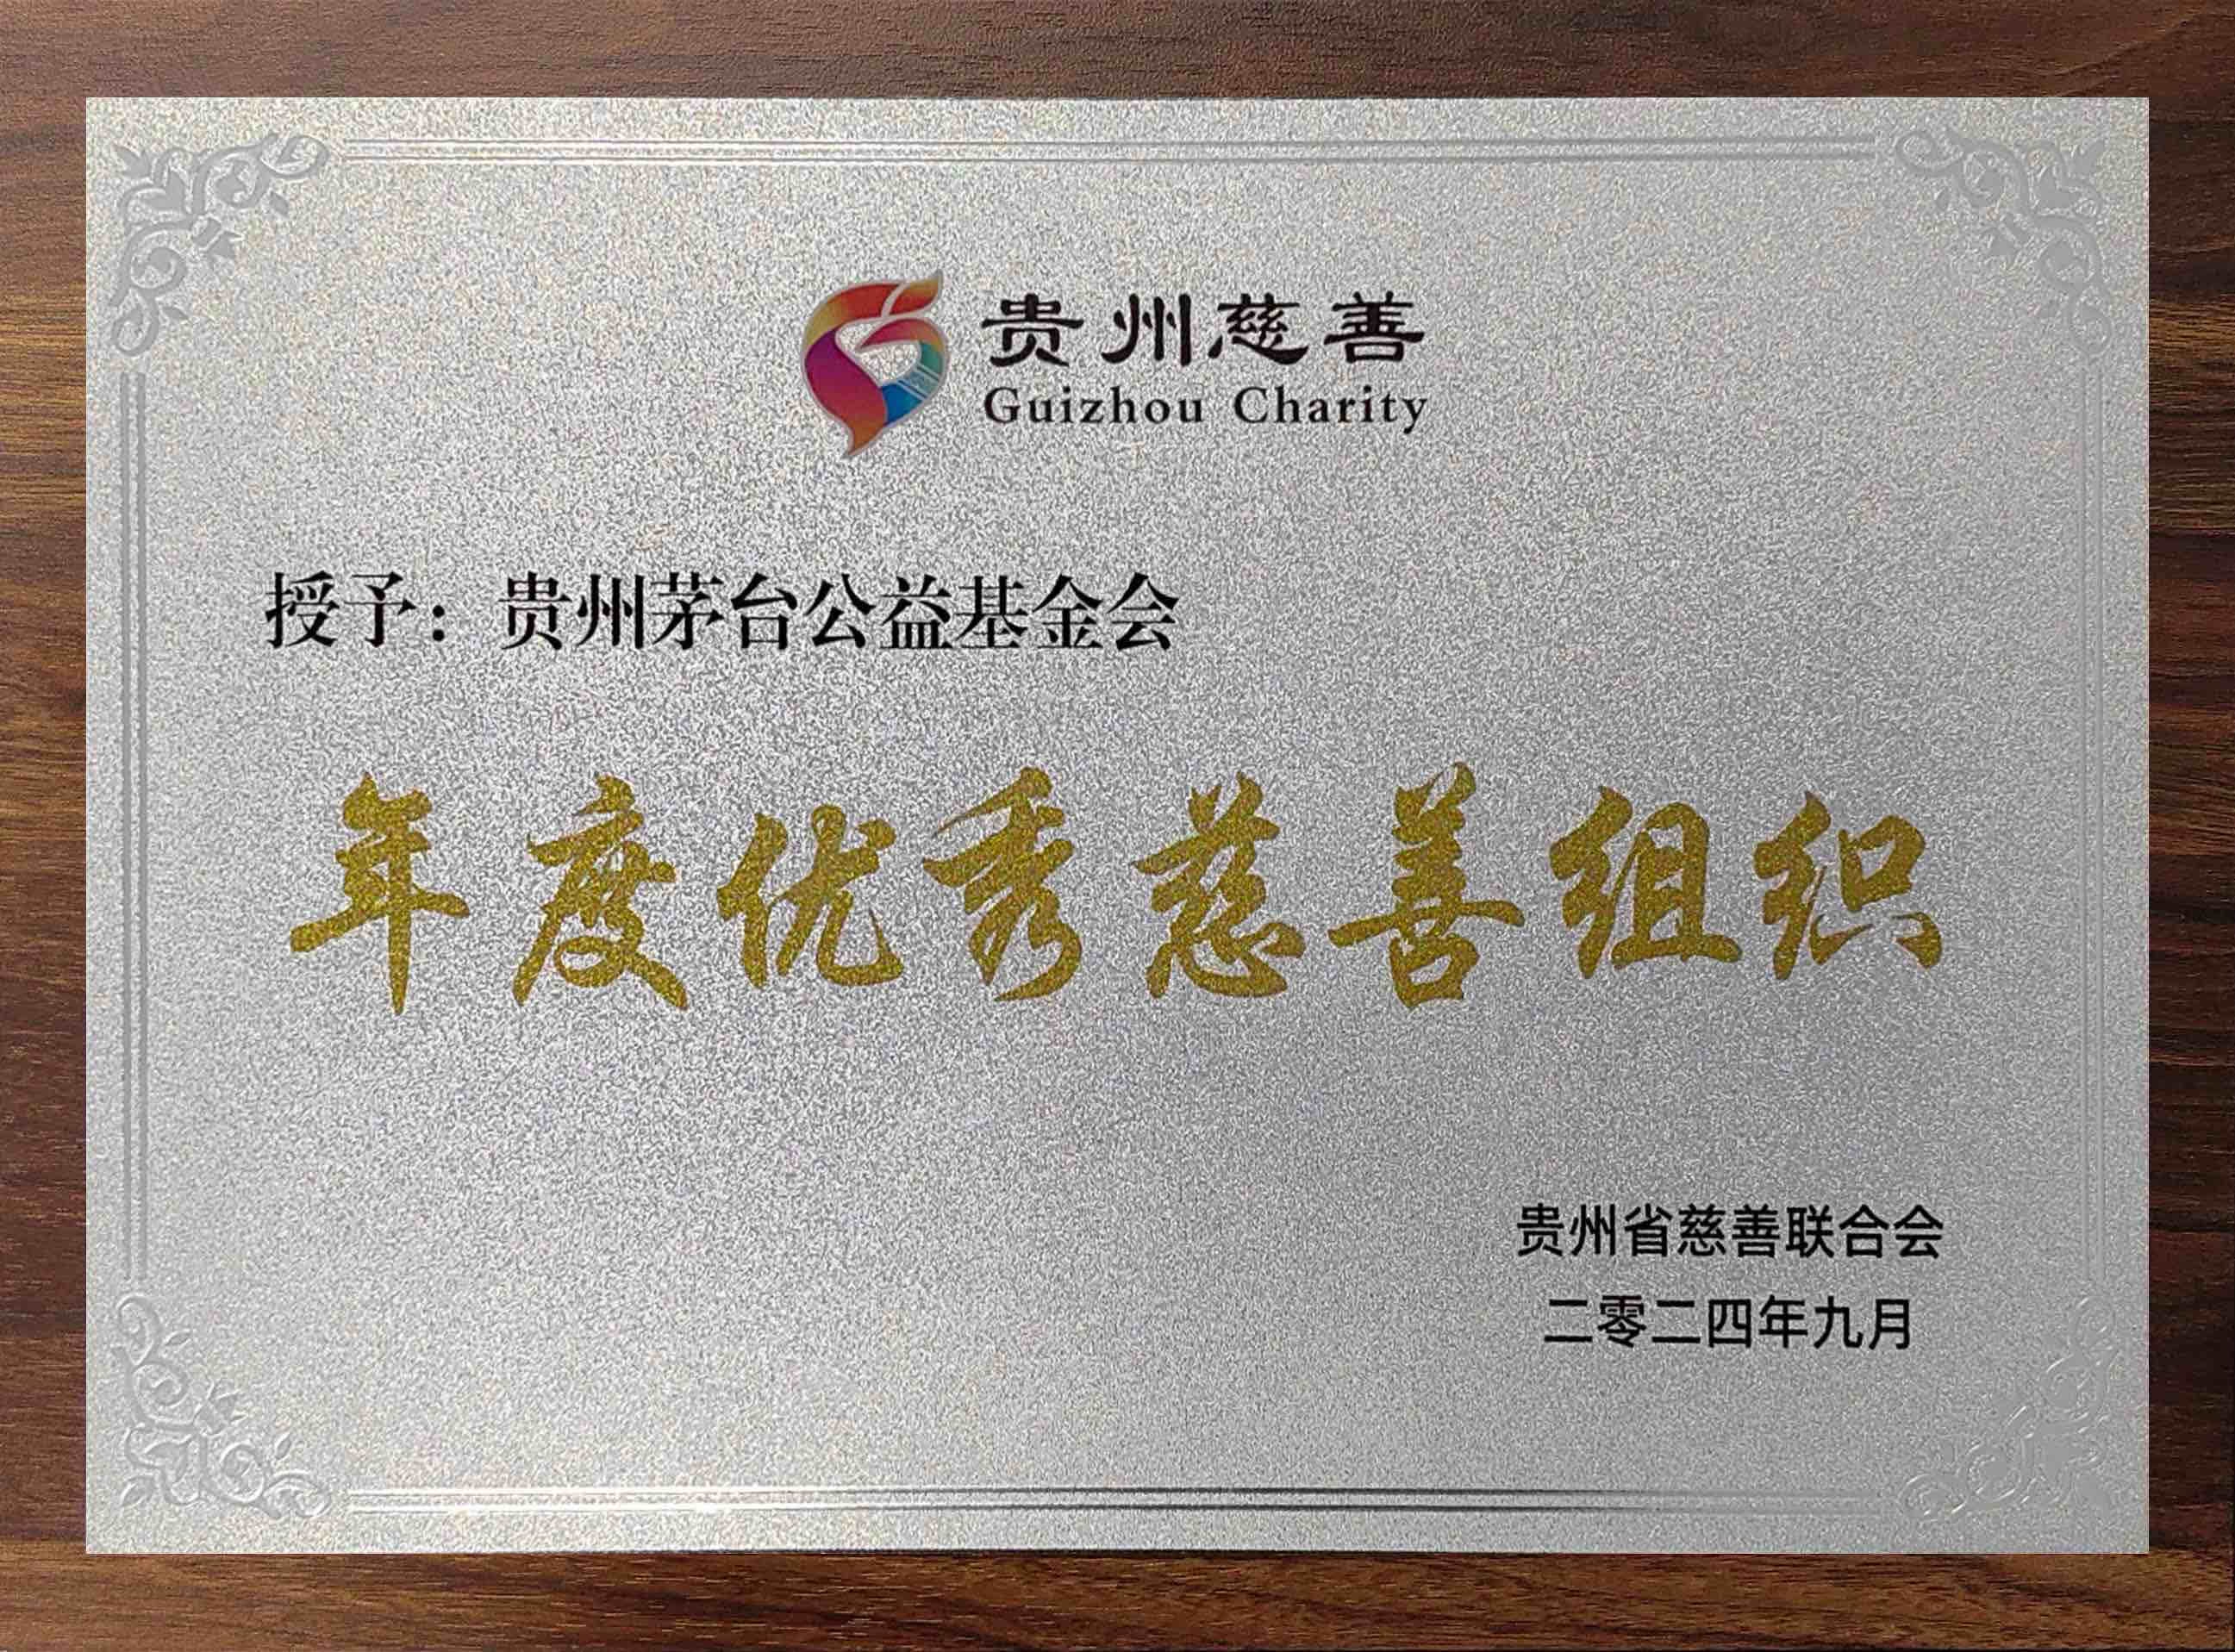 贵州慈善
Guizhou Charity
授予：贵州茅台公益基金会
年度优秀慈善组织
贵州省慈善联合会
二零二四年九月